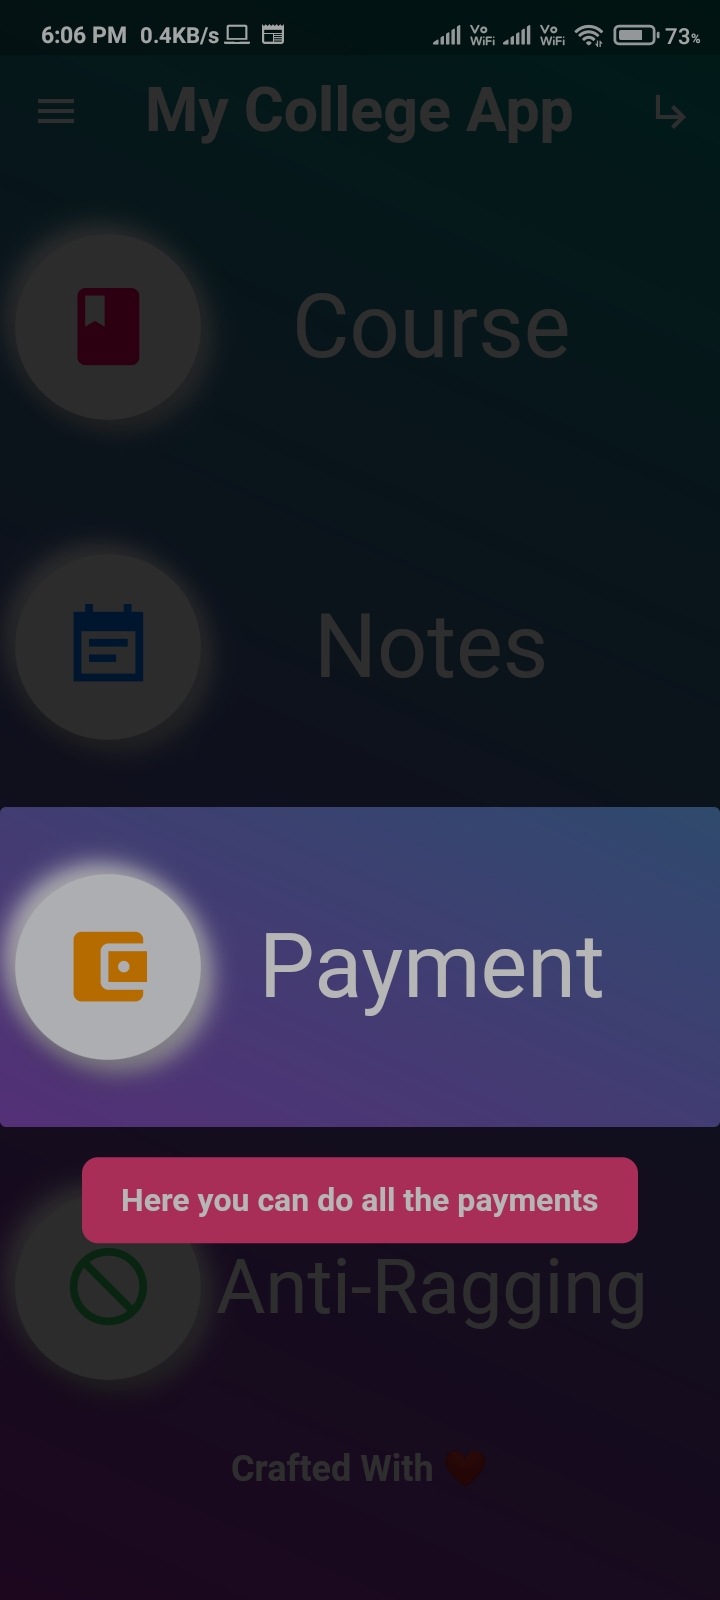 6:06 PM 0.4KB/s Vo WiFi Vo WiFi 73%
My College App
Course
Notes
Payment
Here you can do all the payments
Anti-Ragging
Crafted With ❤️